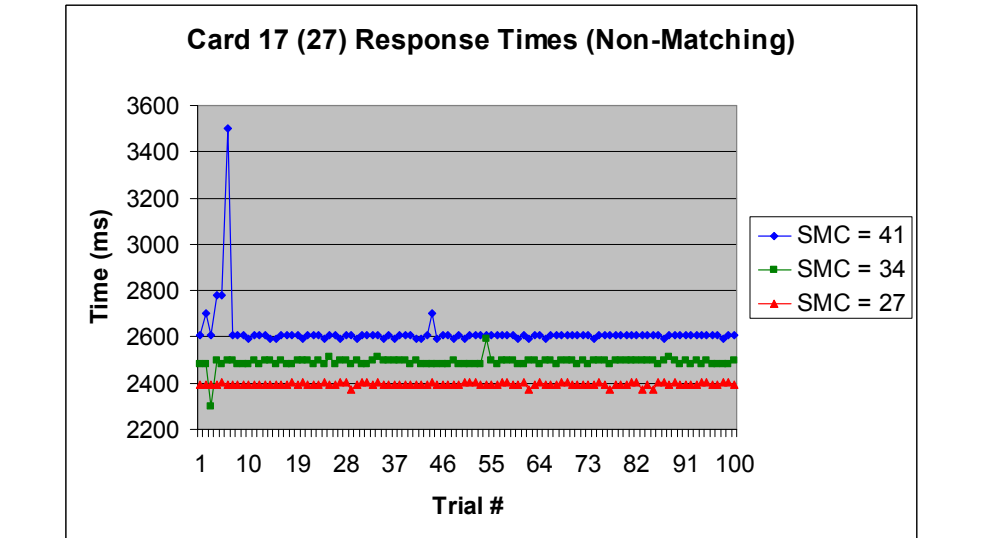 Card 17 (27) Response Times (Non-Matching)
3600
3400
3200
3000
2800
2600
2400
2200
Time (ms)
1 10 19 28 37 46 55 64 73 82 91 100
Trial #
SMC = 41
SMC = 34
SMC = 27